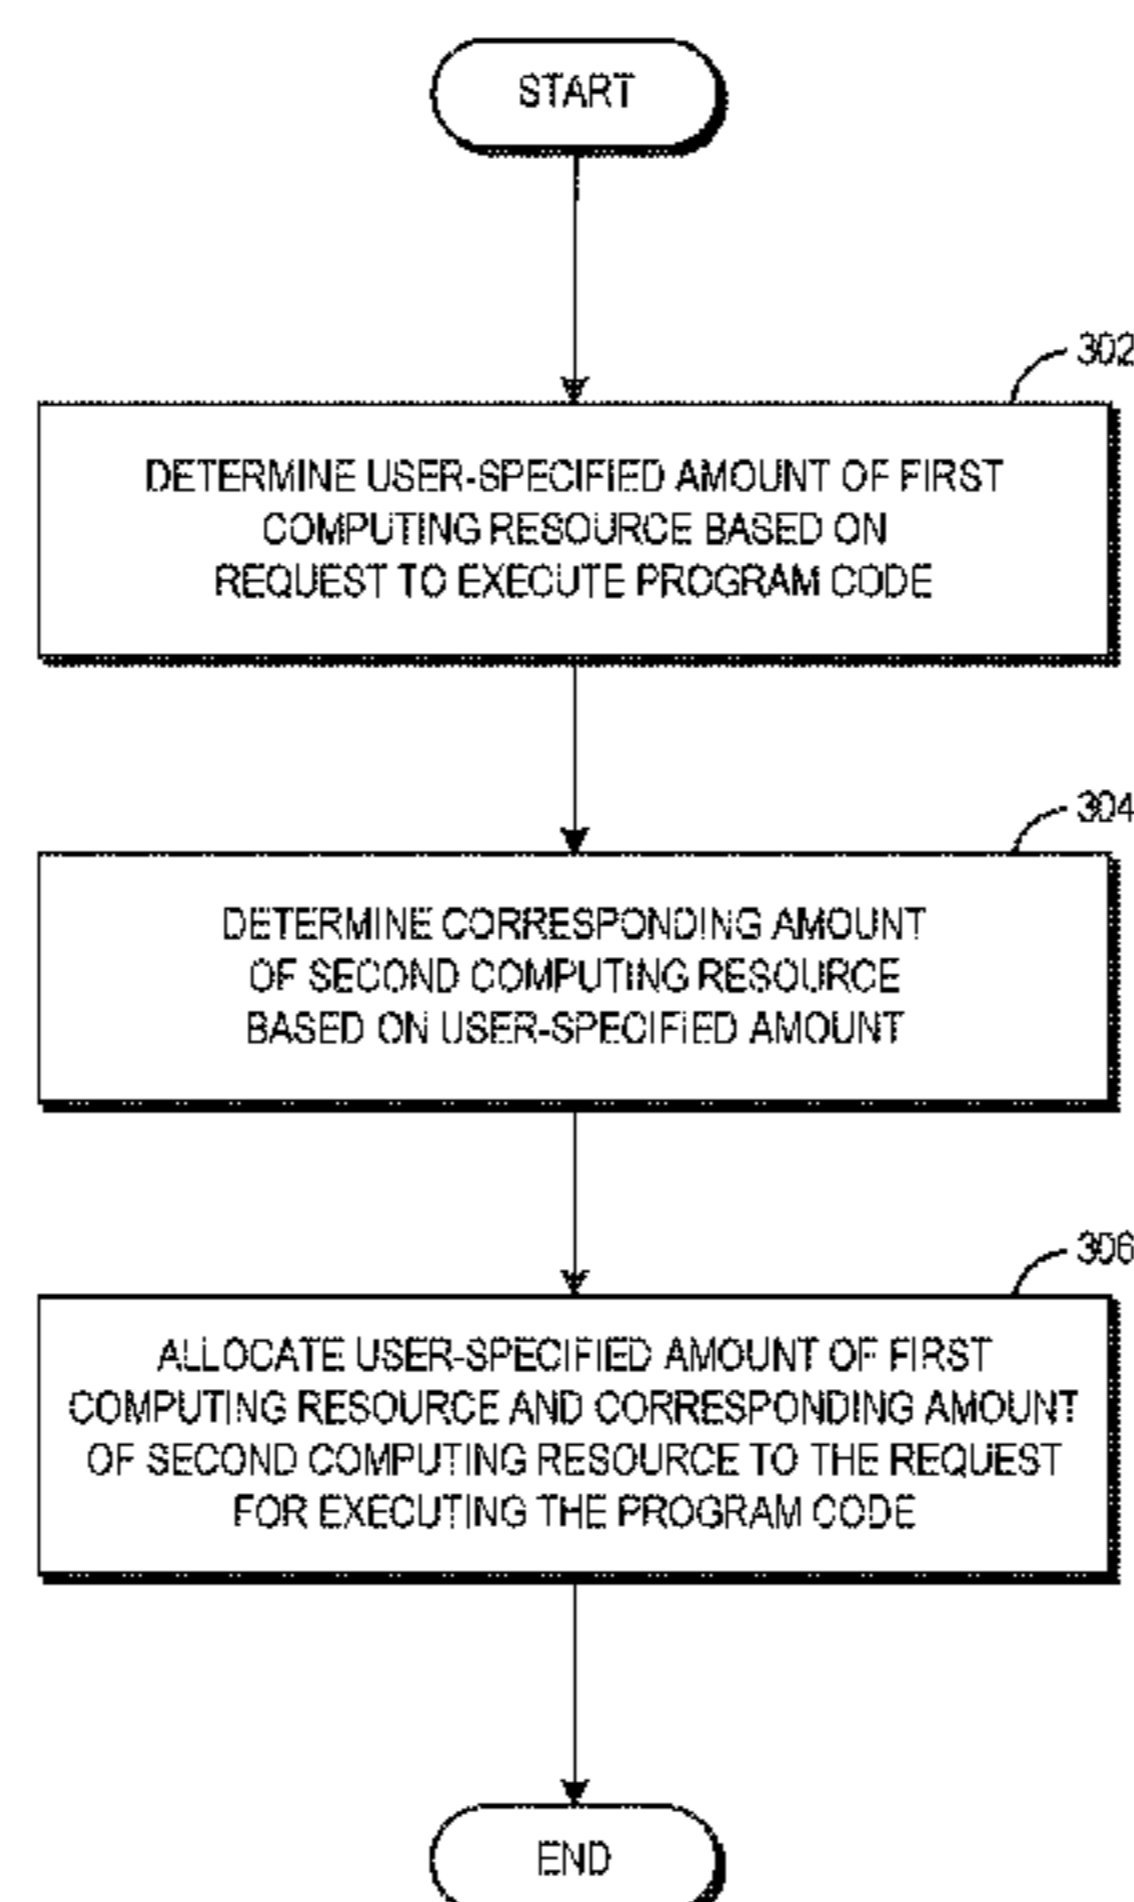 START
302
DETERMINE USER-SPECIFIED AMOUNT OF FIRST
COMPUTING RESOURCE BASED ON
REQUEST TO EXECUTE PROGRAM CODE
304
DETERMINE CORRESPONDING AMOUNT
OF SECOND COMPUTING RESOURCE
BASED ON USER-SPECIFIED AMOUNT
306
ALLOCATE USER-SPECIFIED AMOUNT OF FIRST
COMPUTING RESOURCE AND CORRESPONDING AMOUNT
OF SECOND COMPUTING RESOURCE TO THE REQUEST
FOR EXECUTING THE PROGRAM CODE
END